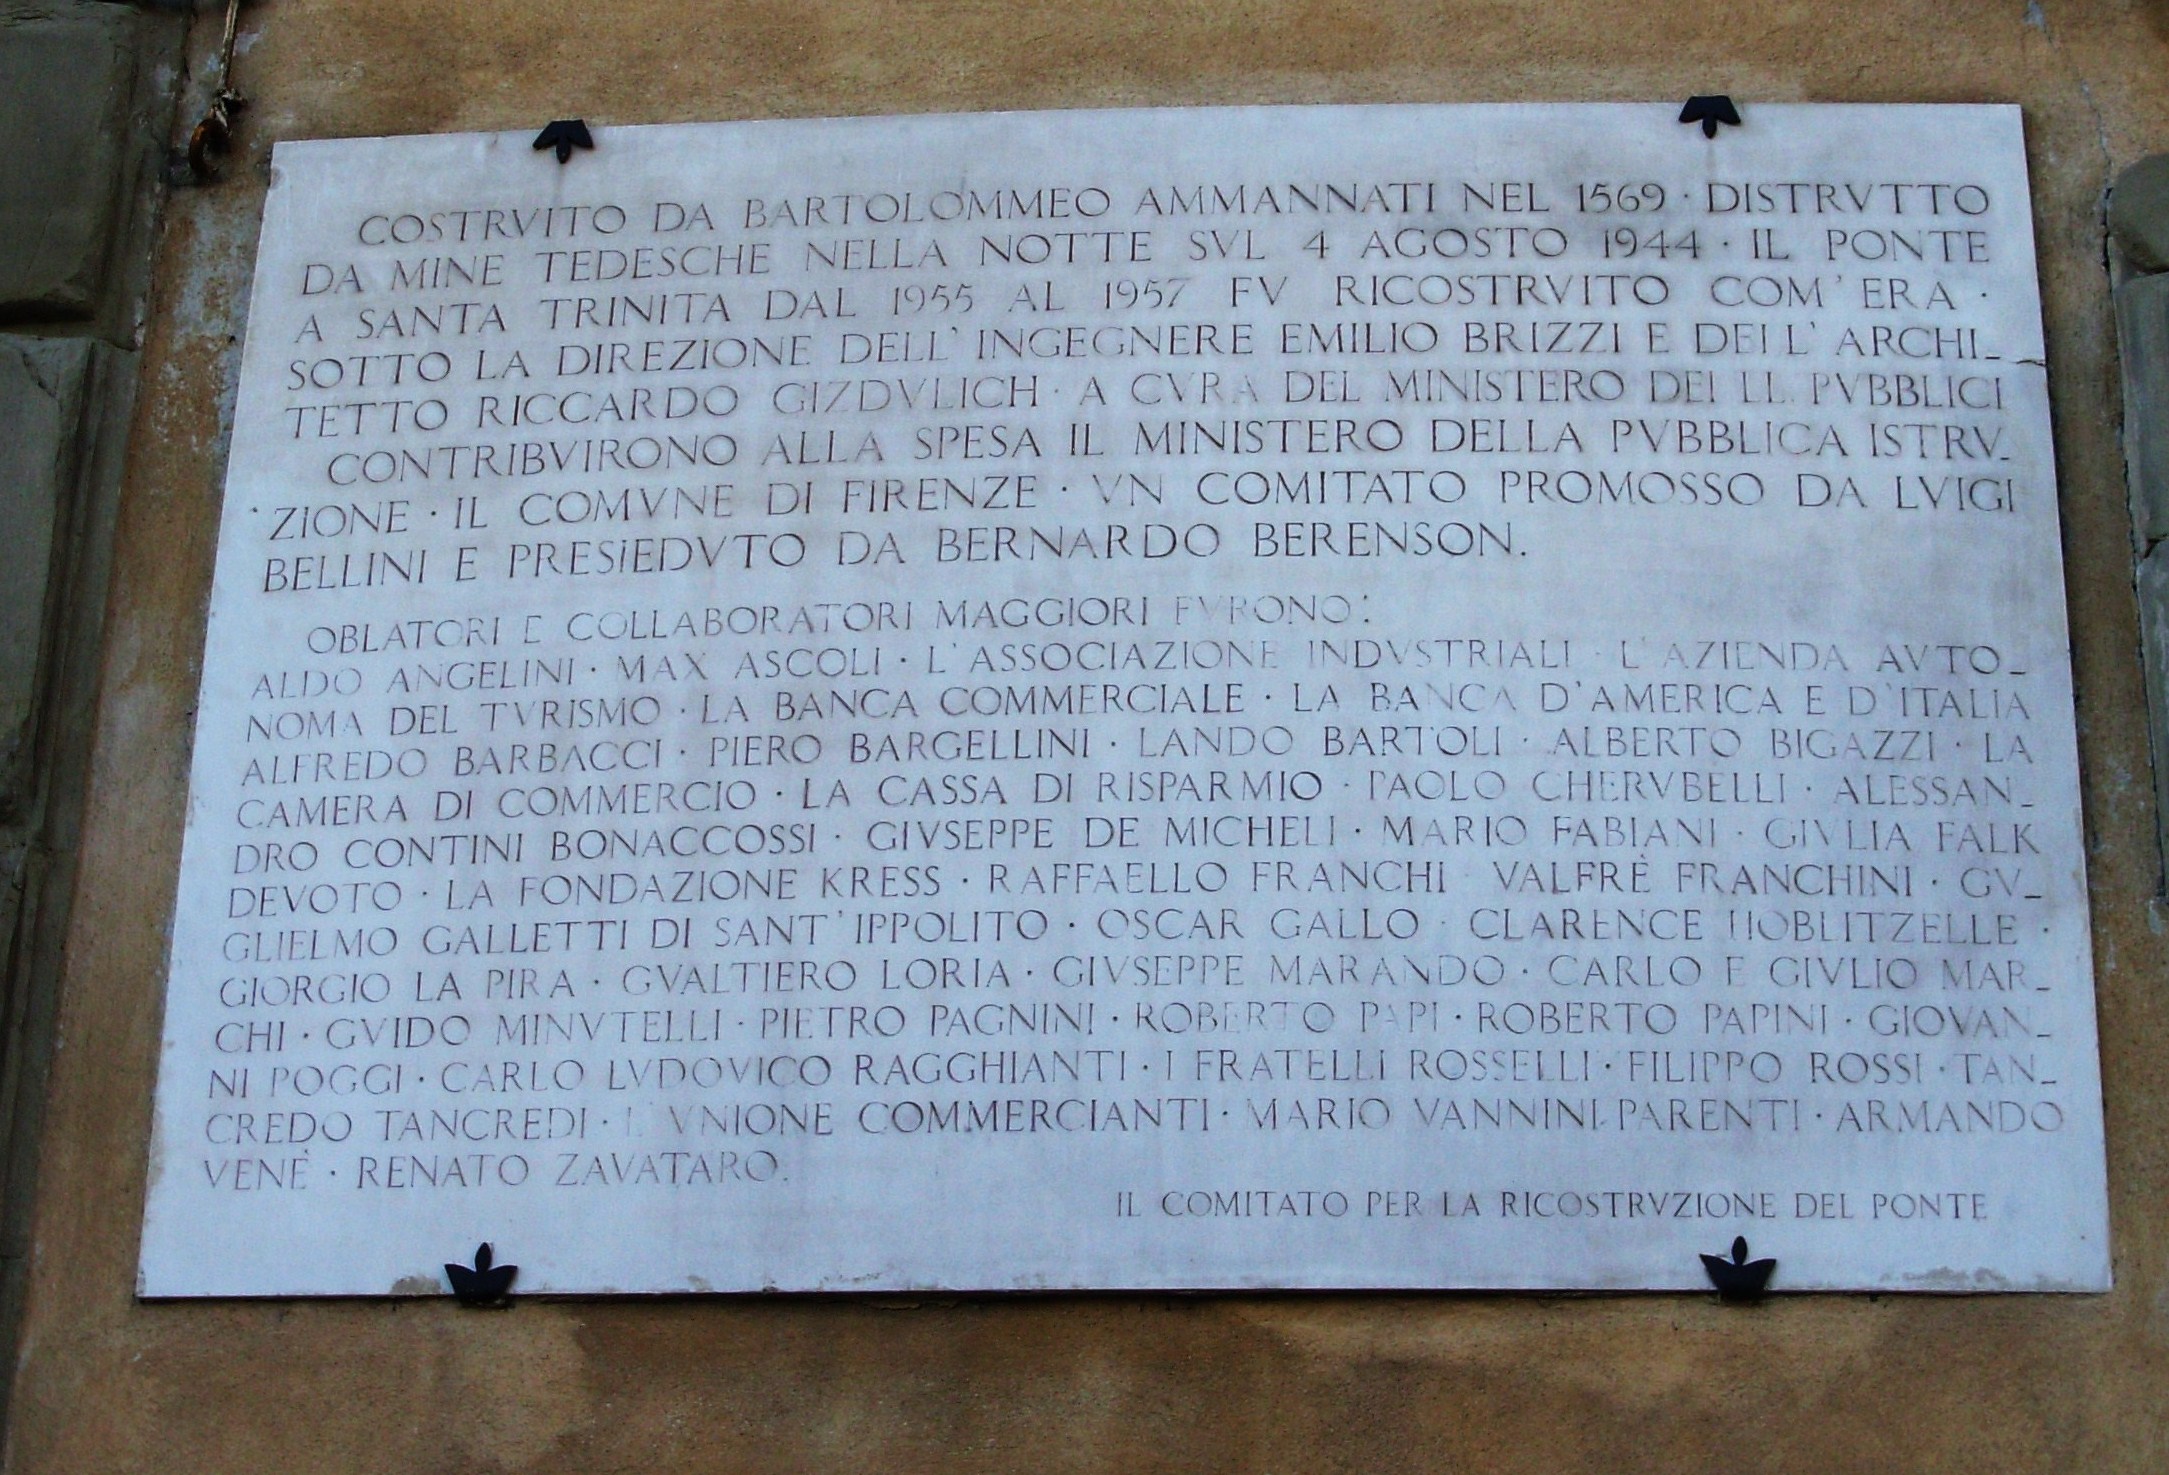 COSTRVITO DA BARTOLOMMEO AMMANNATI NEL 1569 · DISTRVTTO
DA MINE TEDESCHE NELLA NOTTE SVL 4 AGOSTO 1944 · IL PONTE
A SANTA TRINITA DAL 1955 AL 1957 FV RICOSTRVITO COM'ERA ·
SOTTO LA DIREZIONE DELL'INGEGNERE EMILIO BRIZZI E DELL'ARCHI_
TETTO RICCARDO GIZDVLICH · A CVRA DEL MINISTERO DEI LL. PVBBLICI
CONTRIBVIRONO ALLA SPESA IL MINISTERO DELLA PVBBLICA ISTRV_
ZIONE · IL COMVNE DI FIRENZE · VN COMITATO PROMOSSO DA LVIGI
BELLINI E PRESIEDVTO DA BERNARDO BERENSON.
OBLATORI E COLLABORATORI MAGGIORI FVRONO:
ALDO ANGELINI · MAX ASCOLI · L'ASSOCIAZIONE INDVSTRIALI · L'AZIENDA AVTO_
NOMA DEL TVRISMO · LA BANCA COMMERCIALE · LA BANCA D'AMERICA E D'ITALIA
ALFREDO BARBACCI · PIERO BARGELLINI · LANDO BARTOLI · ALBERTO BIGAZZI · LA
CAMERA DI COMMERCIO · LA CASSA DI RISPARMIO · PAOLO CHERVBELLI · ALESSAN_
DRO CONTINI BONACCOSSI · GIVSEPPE DE MICHELI · MARIO FABIANI · GIVLIA FALK
DEVOTO · LA FONDAZIONE KRESS · RAFFAELLO FRANCHI · VALFRÈ FRANCHINI · GV_
GLIELMO GALLETTI DI SANT'IPPOLITO · OSCAR GALLO · CLARENCE HOBLITZELLE ·
GIORGIO LA PIRA · GVALTIERO LORIA · GIVSEPPE MARANDO · CARLO E GIVLIO MAR_
CHI · GVIDO MINVTELLI · PIETRO PAGNINI · ROBERTO PAPI · ROBERTO PAPINI · GIOVAN_
NI POGGI · CARLO LVDOVICO RAGGHIANTI · I FRATELLI ROSSELLI · FILIPPO ROSSI · TAN_
CREDO TANCREDI · L'VNIONE COMMERCIANTI · MARIO VANNINI PARENTI · ARMANDO
VENÈ · RENATO ZAVATARO.
IL COMITATO PER LA RICOSTRVZIONE DEL PONTE